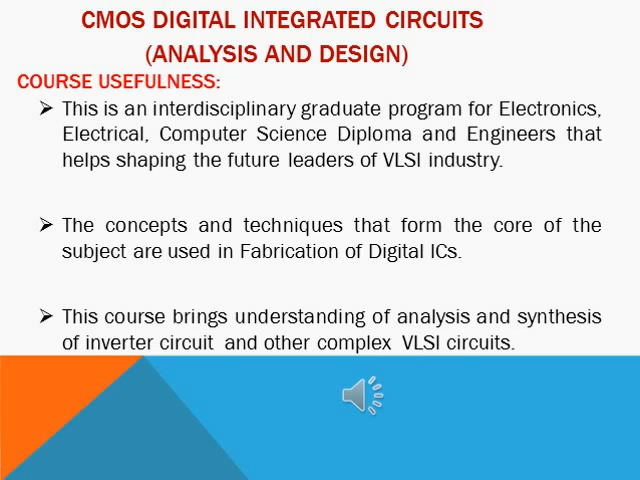 CMOS DIGITAL INTEGRATED CIRCUITS
(ANALYSIS AND DESIGN)
COURSE USEFULNESS:
➢ This is an interdisciplinary graduate program for Electronics,
Electrical, Computer Science Diploma and Engineers that
helps shaping the future leaders of VLSI industry.
➢ The concepts and techniques that form the core of the
subject are used in Fabrication of Digital ICs.
➢ This course brings understanding of analysis and synthesis
of inverter circuit and other complex VLSI circuits.